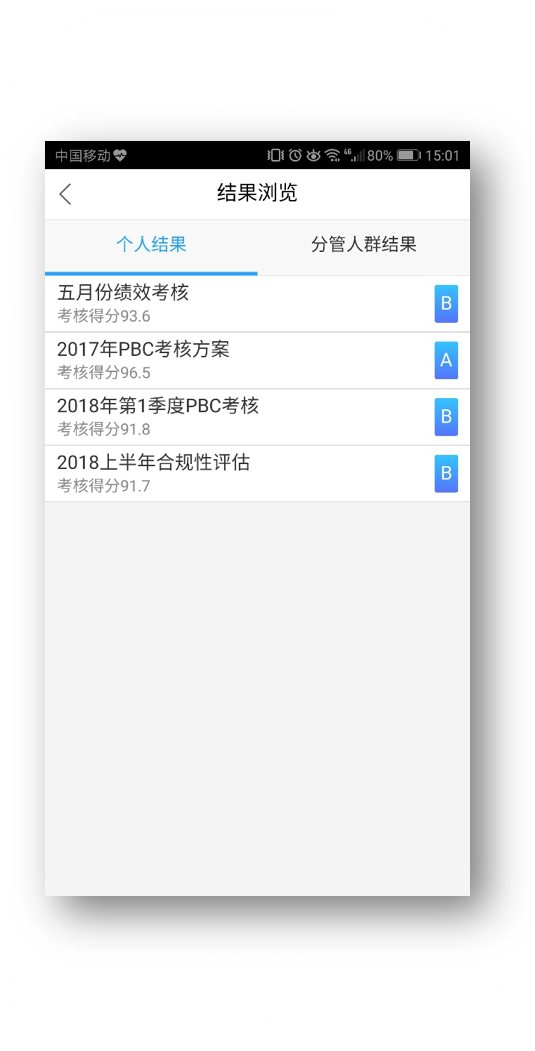 中国移动
4G 80% 15:01
结果浏览
个人结果
分管人群结果
五月份绩效考核
考核得分93.6
B
2017年PBC考核方案
考核得分96.5
A
2018年第1季度PBC考核
考核得分91.8
B
2018上半年合规性评估
考核得分91.7
B